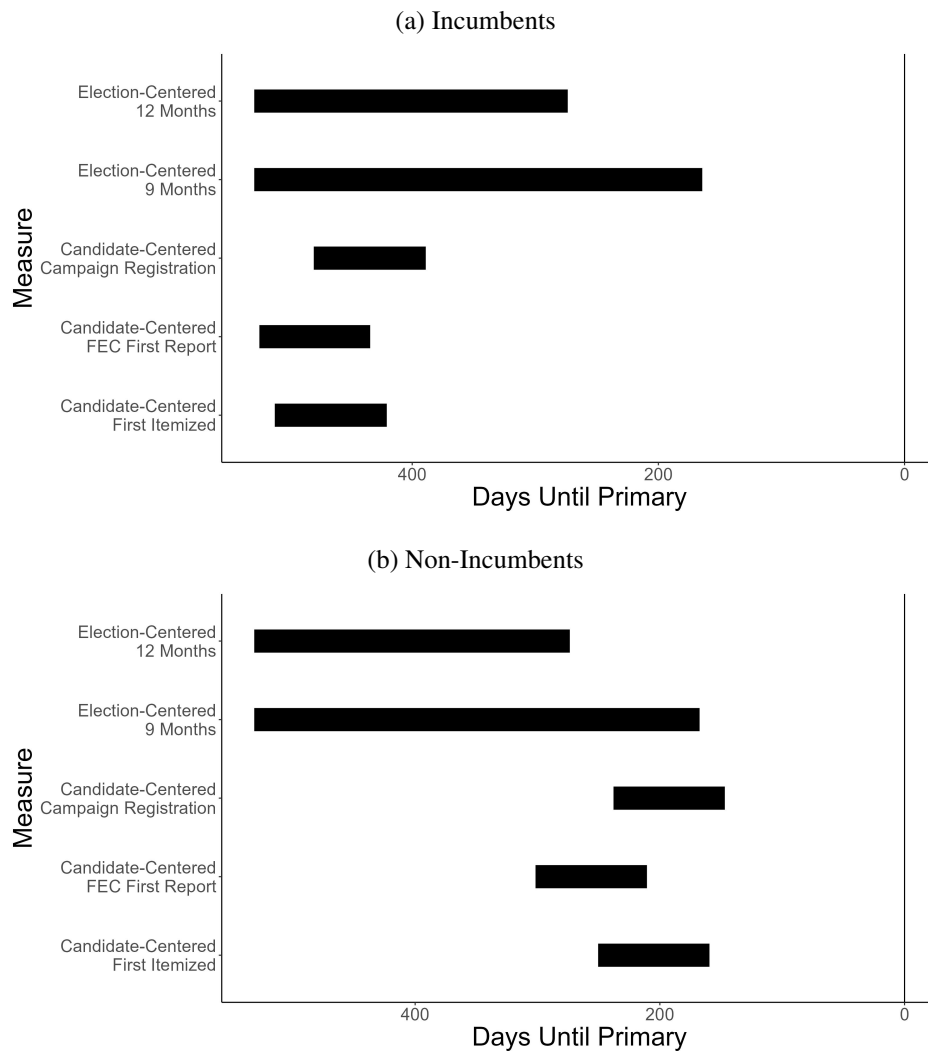 (a) Incumbents
Election-Centered
12 Months
Election-Centered
9 Months
Candidate-Centered
Campaign Registration
Candidate-Centered
FEC First Report
Candidate-Centered
First Itemized
Measure
400 200 0
Days Until Primary
(b) Non-Incumbents
Election-Centered
12 Months
Election-Centered
9 Months
Candidate-Centered
Campaign Registration
Candidate-Centered
FEC First Report
Candidate-Centered
First Itemized
Measure
400 200 0
Days Until Primary